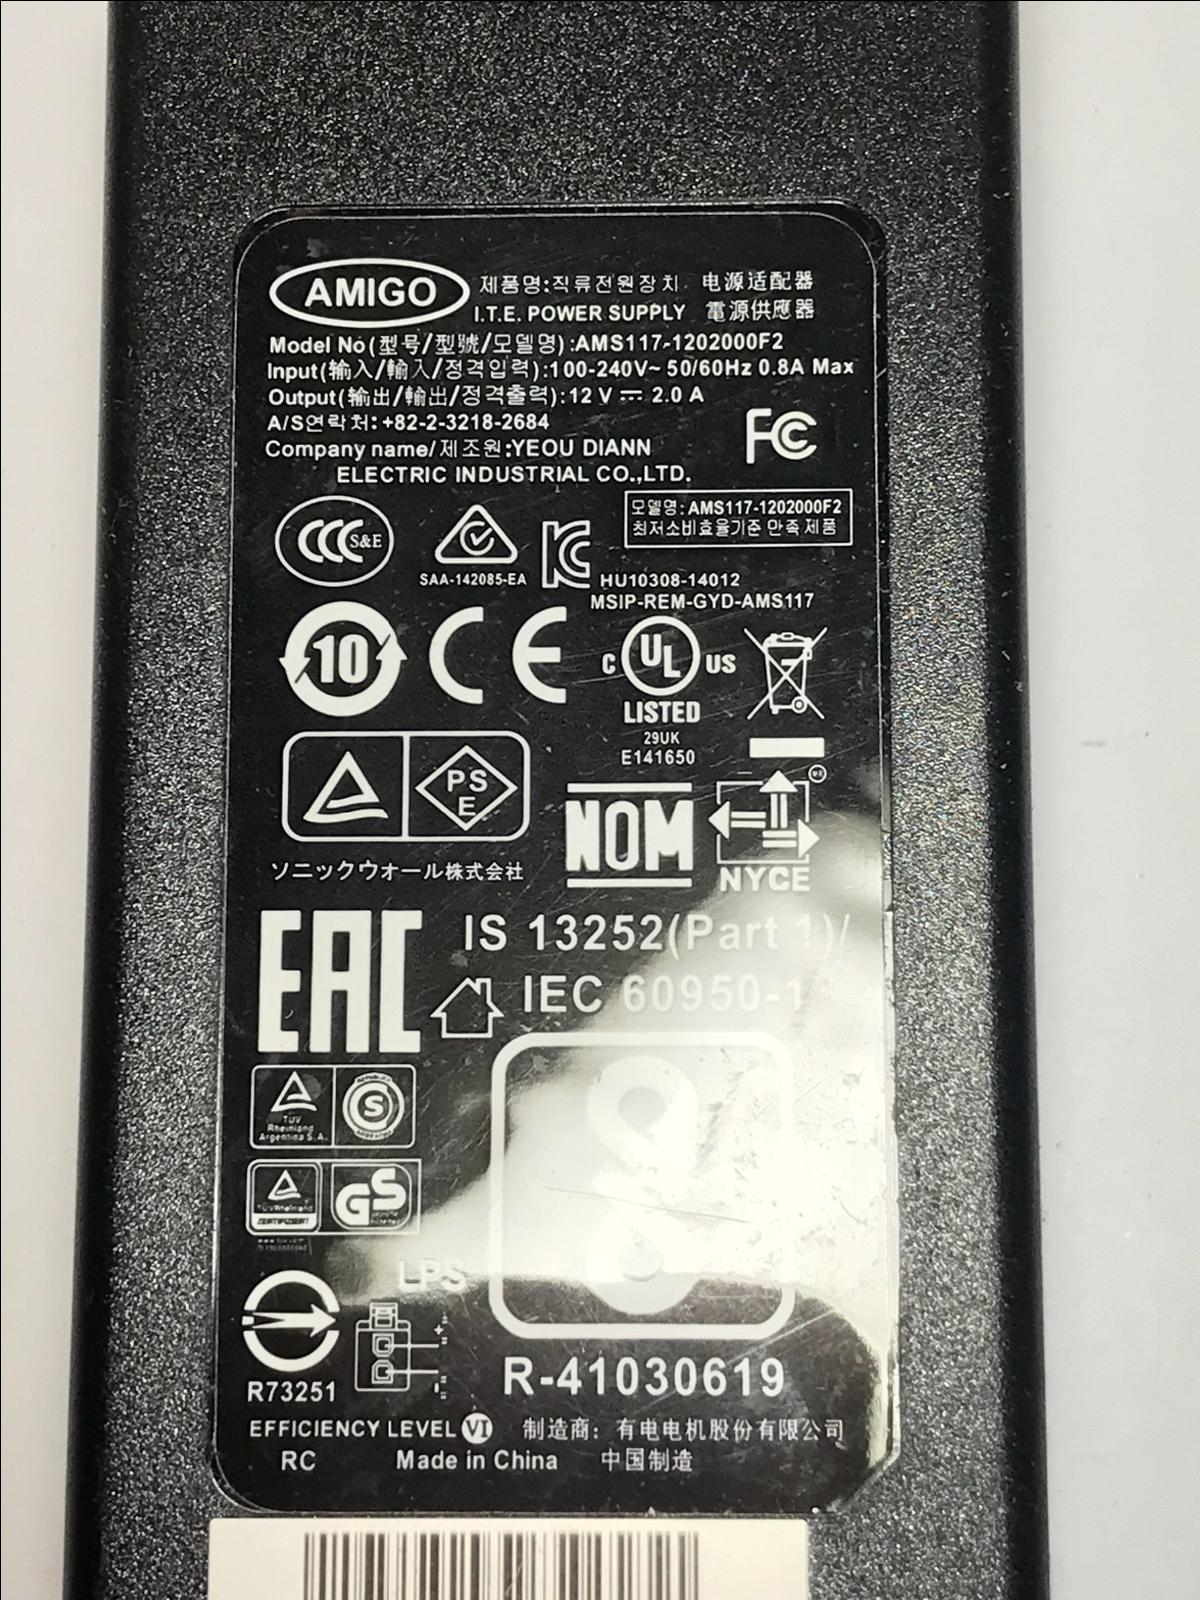 AMIGO
제품명:직류전원장치 电源适配器
I.T.E. POWER SUPPLY 電源供應器
Model No(型号/型號/모델명):AMS117-1202000F2
Input(输入/輸入/정격입력):100-240V~ 50/60Hz 0.8A Max
Output(输出/輸出/정격출력):12 V ⎓ 2.0 A
A/S연락처:+82-2-3218-2684
FC
Company name/제조원:YEOU DIANN
ELECTRIC INDUSTRIAL CO.,LTD.
모델명: AMS117-1202000F2
최저소비효율기준 만족 제품
CCC S&E
SAA-142085-EA
KC
HU10308-14012
MSIP-REM-GYD-AMS117
10
CE
C UL US
LISTED
29UK
E141650
PS
E
NOM
NYCE
ソニックウオール株式会社
EAC
IS 13252(Part 1)/
IEC 60950-1
TUV
Rheinland
Argentina S.A.
S
TÜVRheinland
ZERTIFIZIERT
GS
LPS
+
-
R73251
R-41030619
EFFICIENCY LEVEL VI 制造商：有电电机股份有限公司
RC Made in China 中国制造